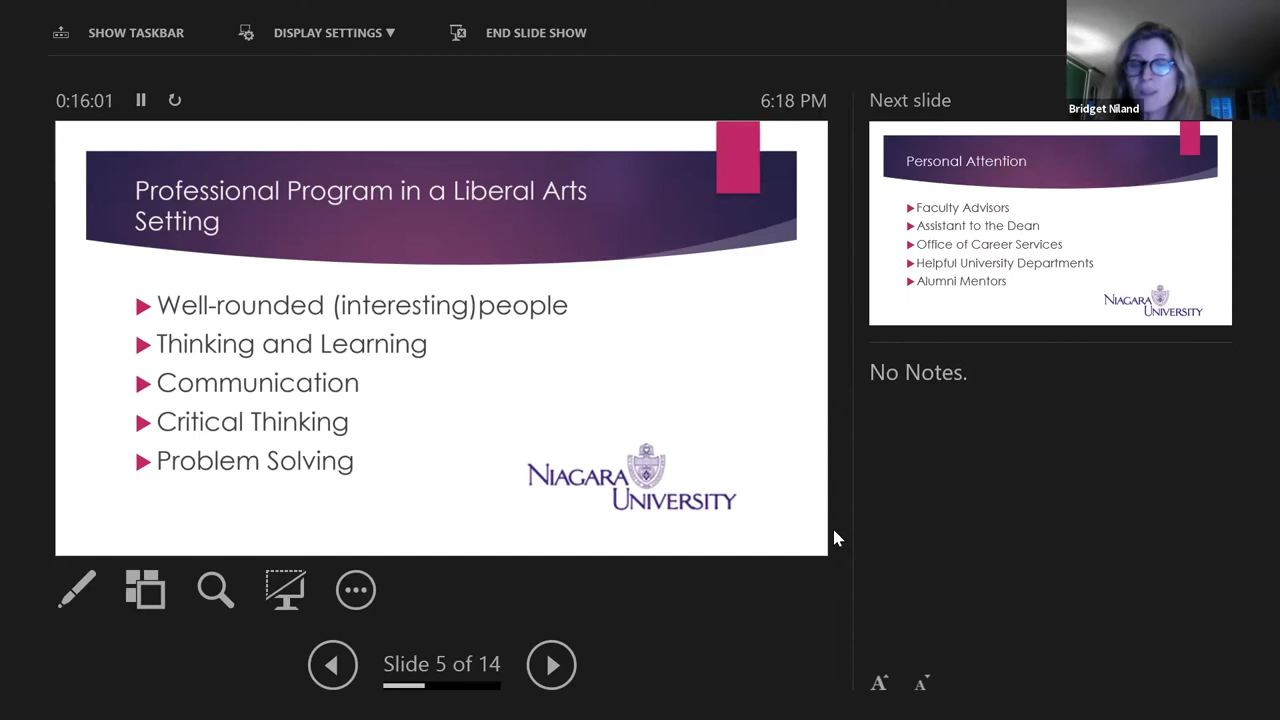 SHOW TASKBAR
DISPLAY SETTINGS ▼
END SLIDE SHOW
Bridget Niland
0:16:01
6:18 PM
Next slide
Professional Program in a Liberal Arts
Setting
Well-rounded (interesting)people
Thinking and Learning
Communication
Critical Thinking
Problem Solving
NIAGARA
UNIVERSITY
Personal Attention
Faculty Advisors
Assistant to the Dean
Office of Career Services
Helpful University Departments
Alumni Mentors
NIAGARA
UNIVERSITY
No Notes.
Slide 5 of 14
A A